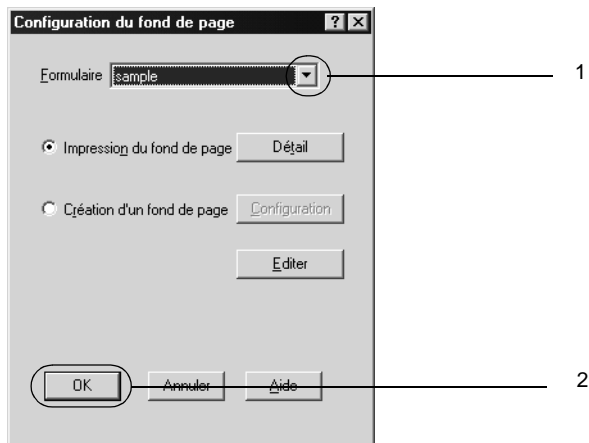 Configuration du fond de page
Formulaire sample 1
Impression du fond de page Détail
Création d'un fond de page Configuration
Editer
OK Annuler Aide 2